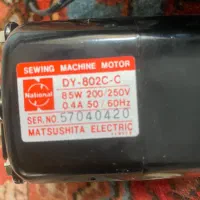 SEWING MACHINE MOTOR
National
DY-802C-C
85W 200/250V
0.4A 50/60Hz
SER.NO.57040420
MATSUSHITA ELECTRIC